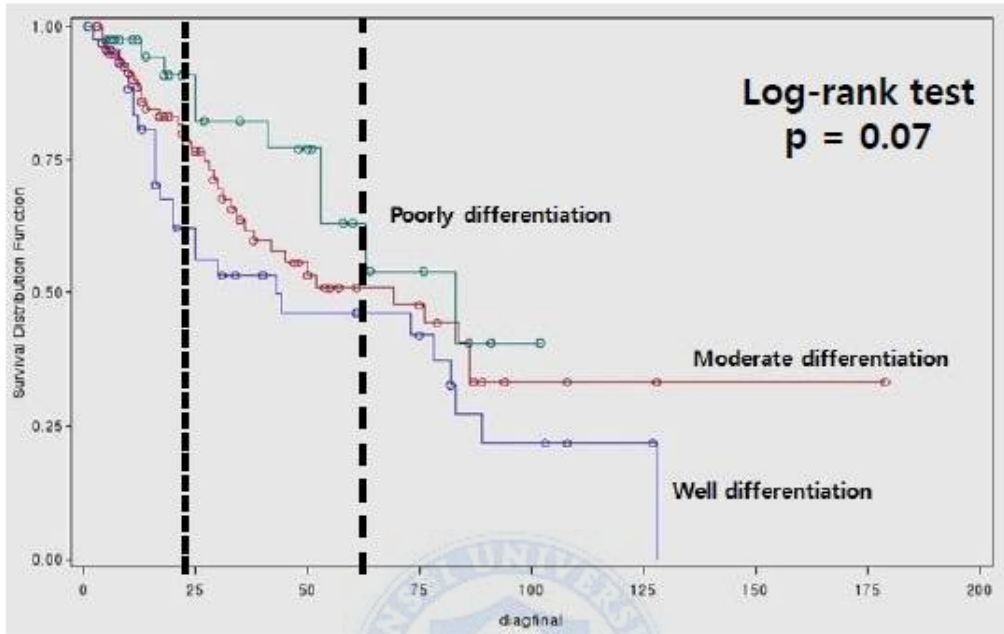 1.00
0.75
0.50
0.25
0.00
Survival Distribution Function
Log-rank test
p = 0.07
Poorly differentiation
Moderate differentiation
Well differentiation
0 25 50 75 100 125 150 175 200
diagfinal